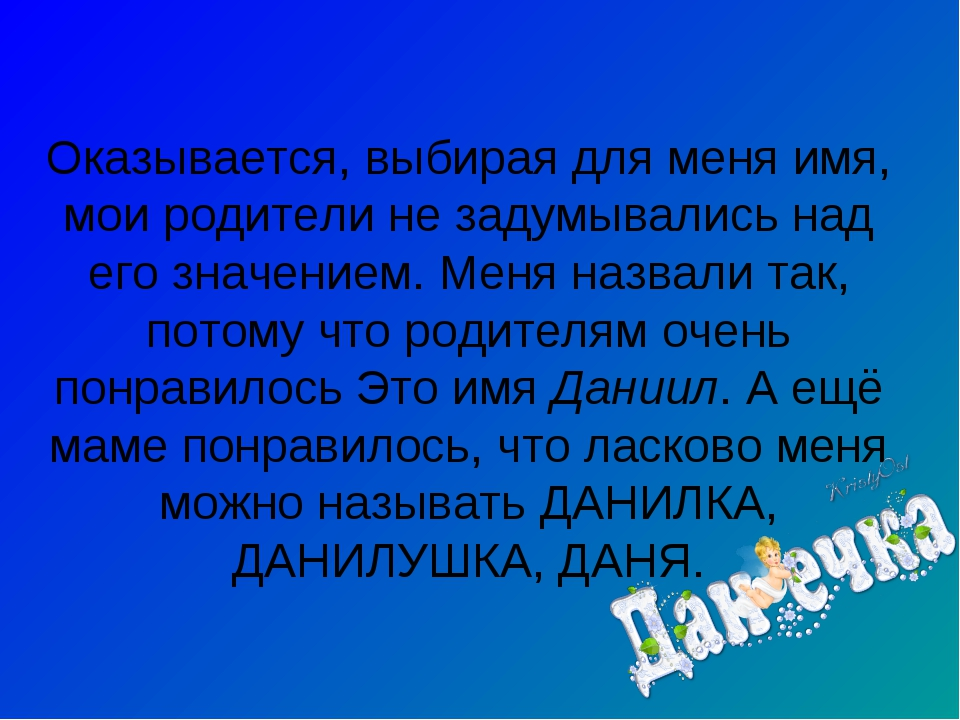 Оказывается, выбирая для меня имя,
мои родители не задумывались над
его значением. Меня назвали так,
потому что родителям очень
понравилось Это имя Даниил. А ещё
маме понравилось, что ласково меня
можно называть ДАНИЛКА,
ДАНИЛУШКА, ДАНЯ.
KristyOsl
Данечка